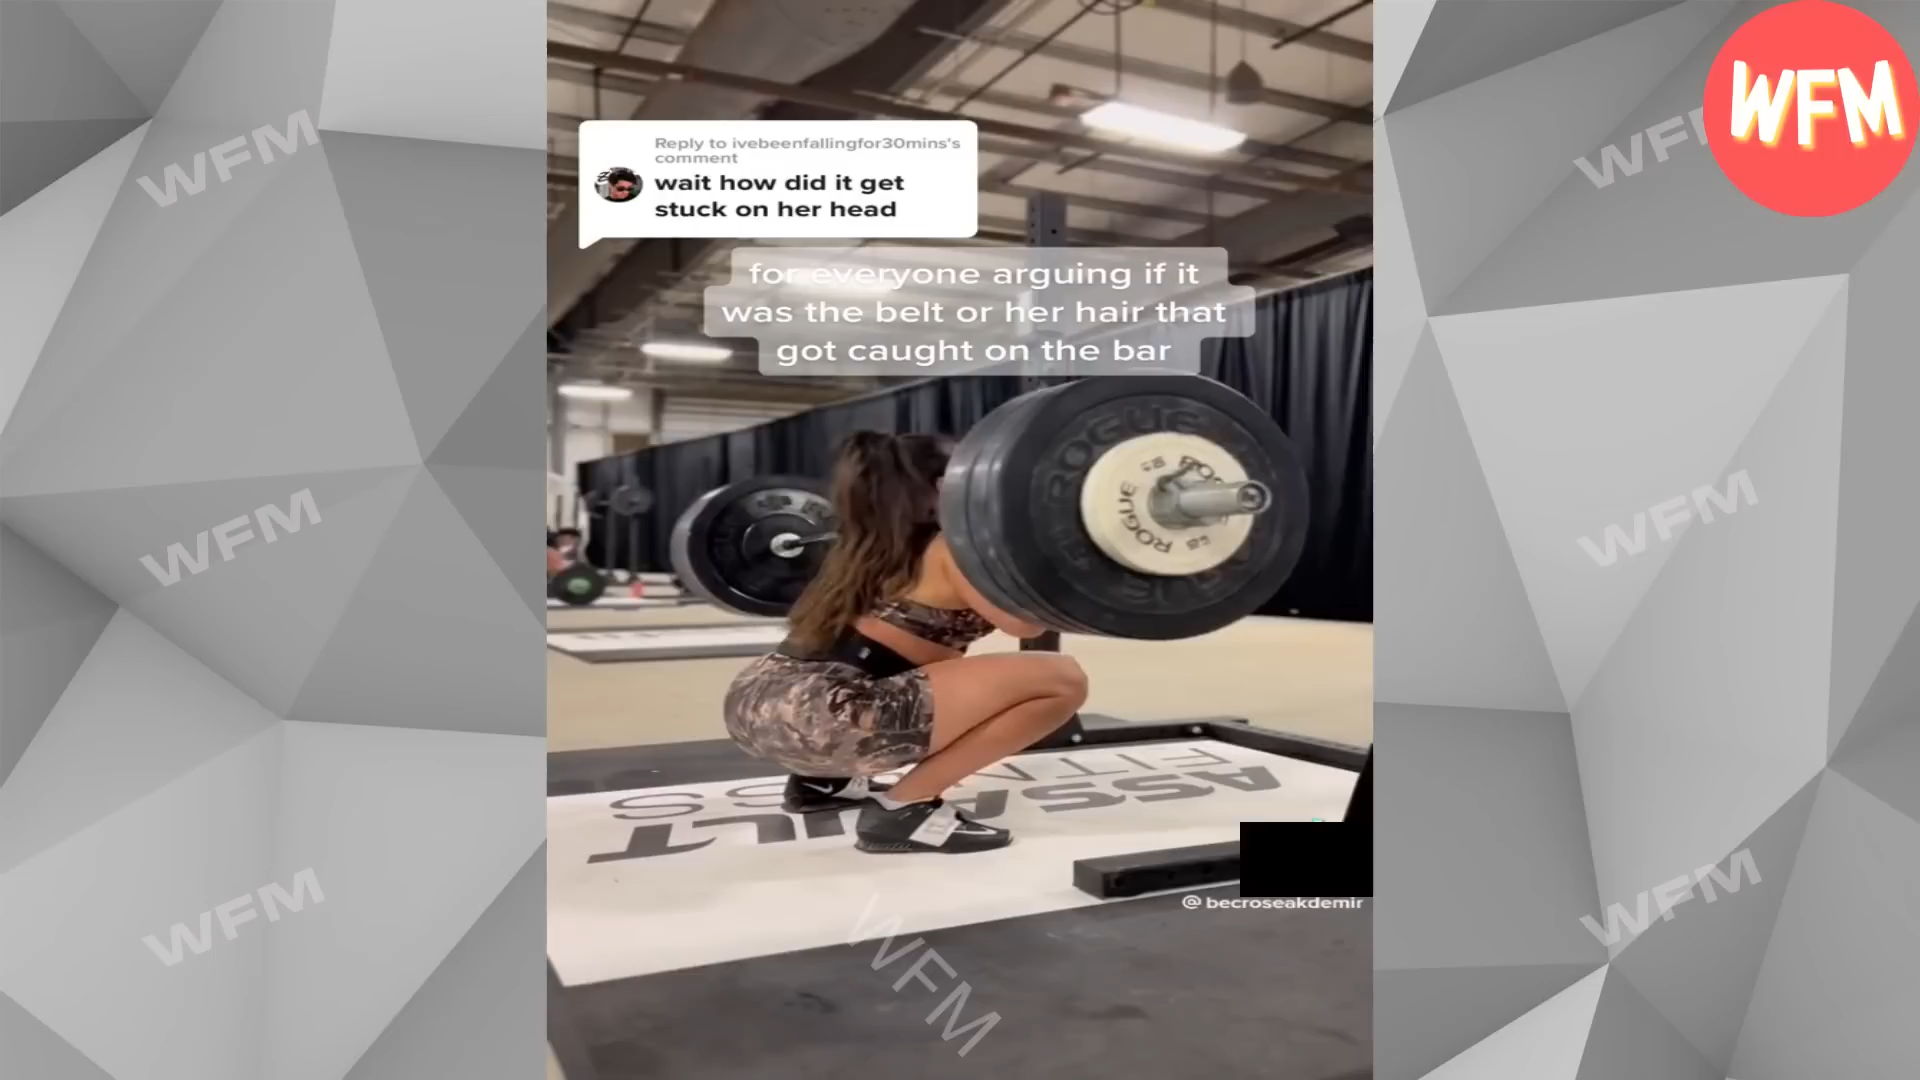 WFM
WFM
WFM
WFM
WFM
WFM
WFM
WFM
Reply to ivebeenfallingfor30mins's
comment
wait how did it get
stuck on her head
for everyone arguing if it
was the belt or her hair that
got caught on the bar
ROGUE
ROGUE
ASSAULT
FITN
@ becroseakdemir